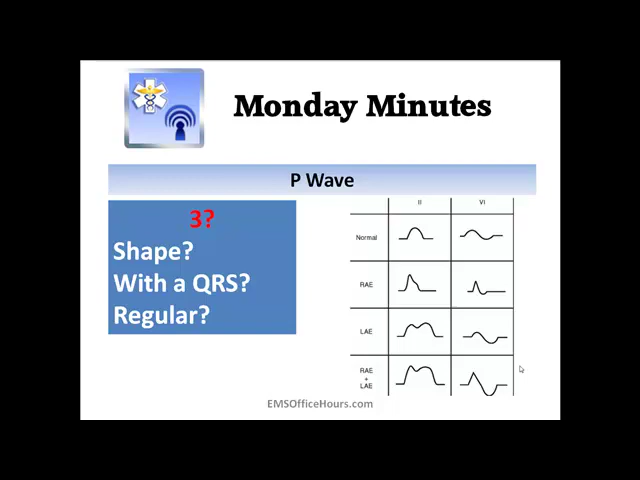 Monday Minutes
P Wave
3?
Shape?
With a QRS?
Regular?
II VI
Normal
RAE
LAE
RAE
+
LAE
EMSOfficeHours.com